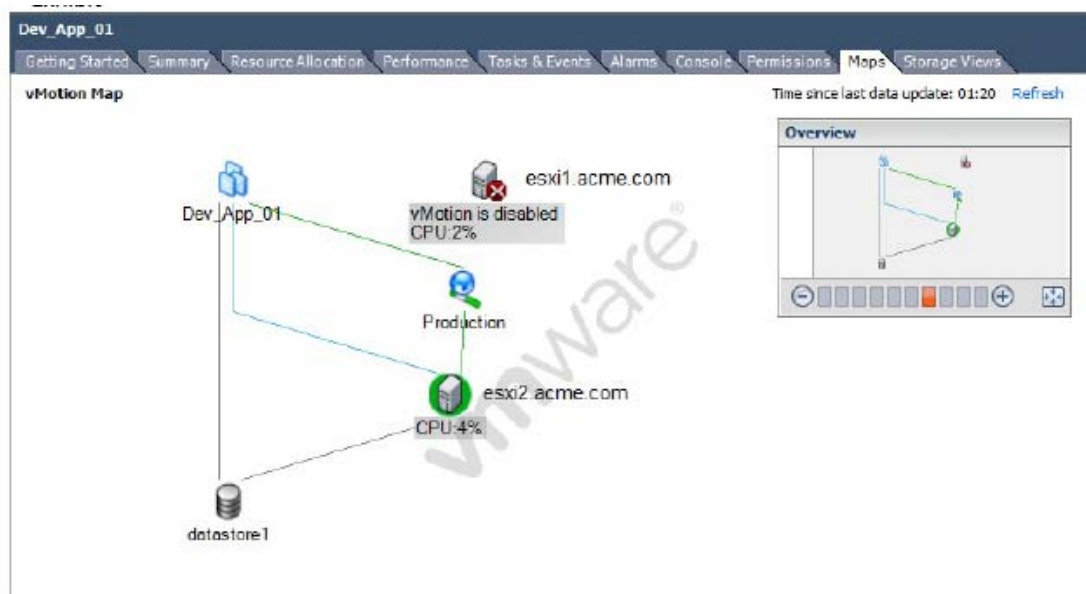 Dev_App_01
Getting Started Summary Resource Allocation Performance Tasks & Events Alarms Console Permissions Maps Storage Views
vMotion Map
Time since last data update: 01:20 Refresh
Overview
esxi1.acme.com
Dev_App_01
vMotion is disabled
CPU:2%
Production
esxi2.acme.com
CPU:4%
datastore1
vmware®